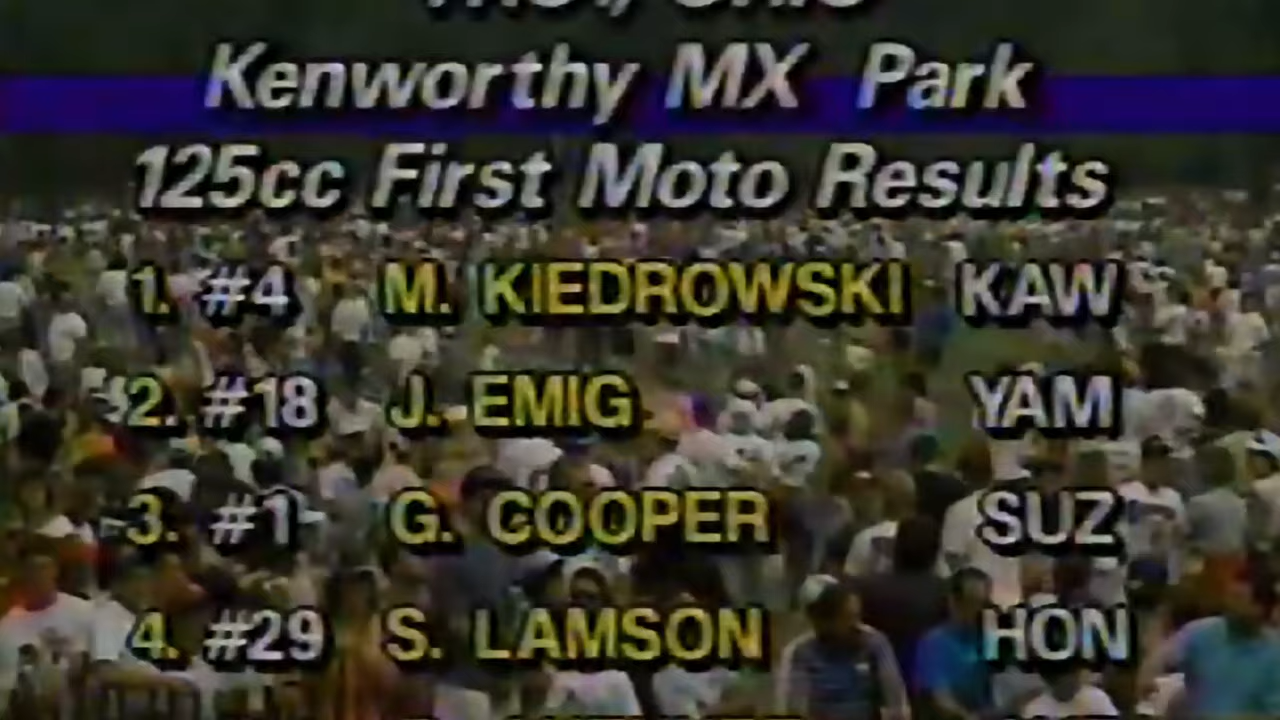 Kenworthy MX Park
125cc First Moto Results
1. #4 M. KIEDROWSKI KAW
2. #18 J. EMIG YAM
3. #1 G. COOPER SUZ
4. #29 S. LAMSON HON